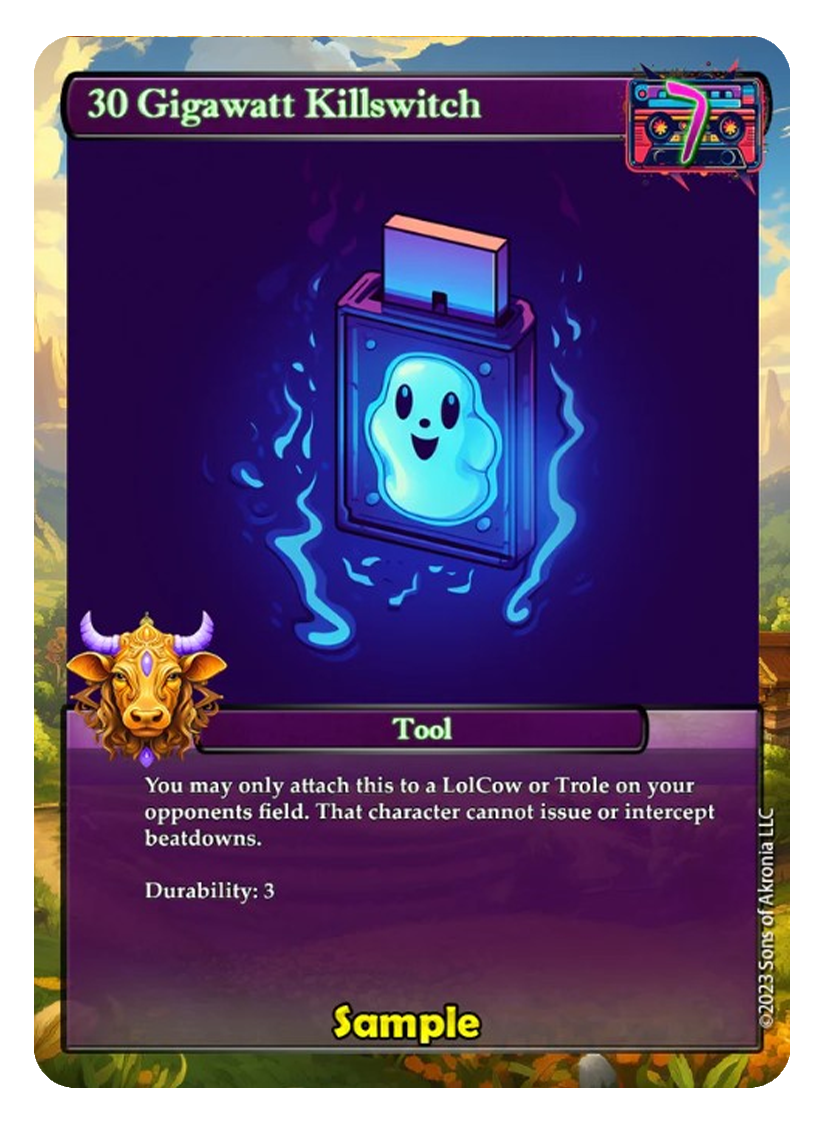 30 Gigawatt Killswitch
7
Tool
You may only attach this to a LolCow or Trole on your
opponents field. That character cannot issue or intercept
beatdowns.
Durability: 3
©2023 Sons of Akronia LLC
Sample